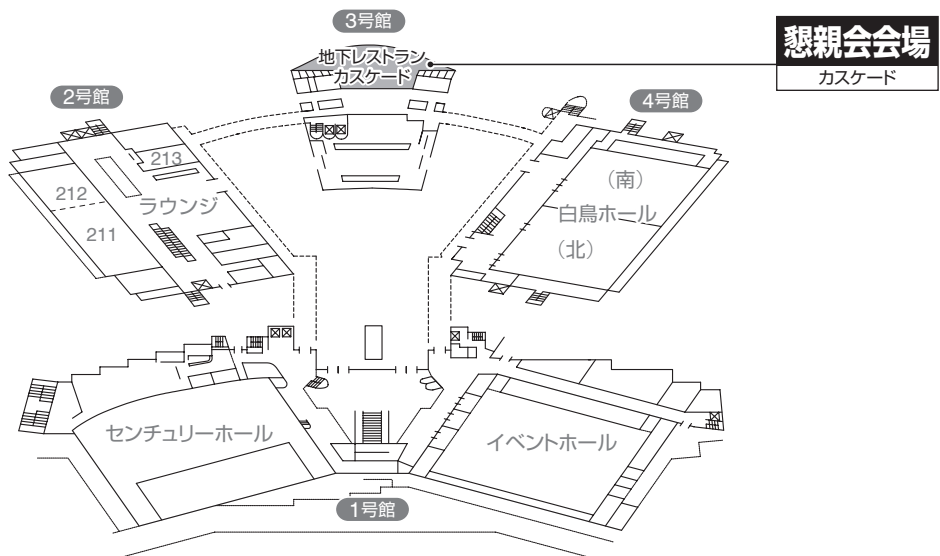 3号館
地下レストラン
カスケード
懇親会会場
カスケード
2号館
4号館
213
212
ラウンジ
211
（南）
白鳥ホール
（北）
センチュリーホール
イベントホール
1号館